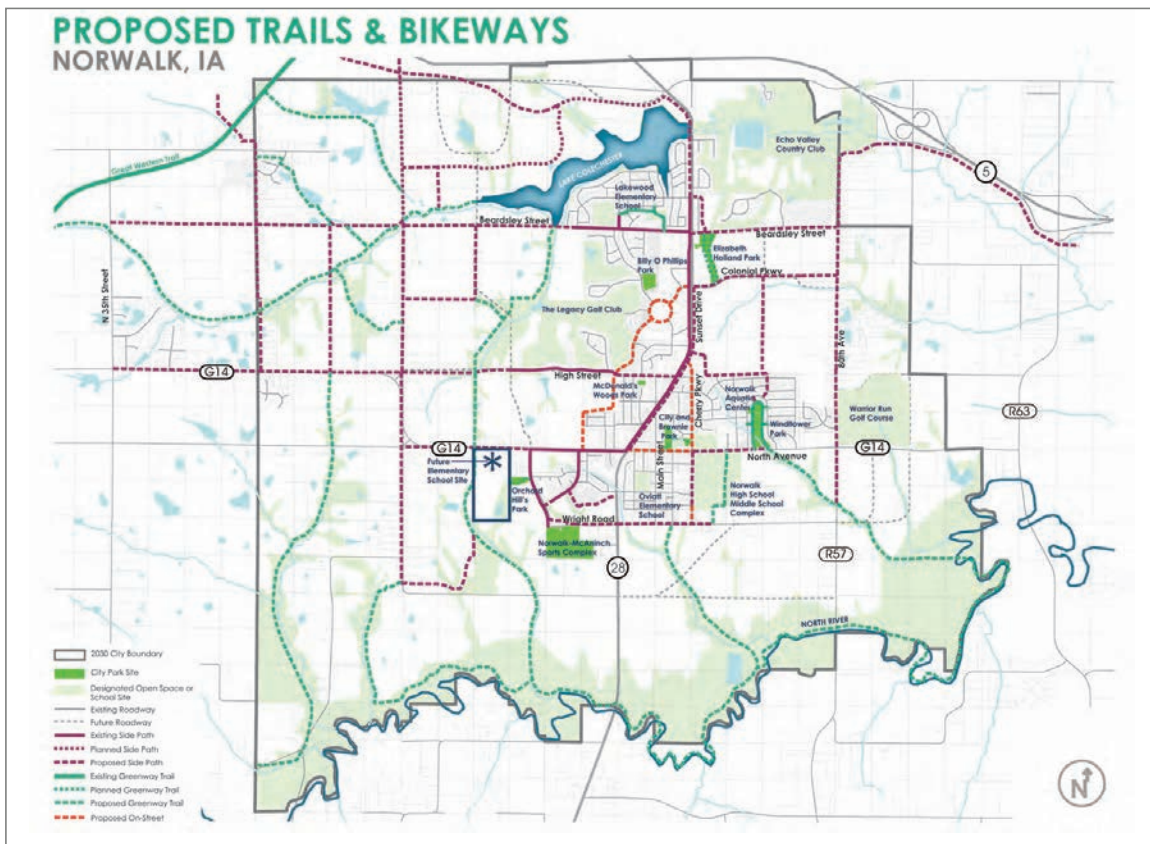 PROPOSED TRAILS & BIKEWAYS
NORWALK, IA
Great Western Trail
Echo Valley
Country Club
5
LAKE COLECHESTER
Lakewood
Elementary
School
Beardsley Street
Beardsley Street
Elizabeth
Holland Park
Billy O Phillips
Park
Colonial Pkwy
N 35th Street
The Legacy Golf Club
Sunset Drive
80th Ave
G14
High Street
McDonald's
Woods Park
Cherry Pkwy
Norwalk
Aquatic
Center
Warrior Run
Golf Course
R63
City and
Brownie
Park
Windflower
Park
G14
G14
Main Street
North Avenue
Future
Elementary
School Site
*
Orchard
Hill's
Park
Oviatt
Elementary
School
Norwalk
High School
Middle School
Complex
Wright Road
Norwalk-McAninch
Sports Complex
28
R57
NORTH RIVER
2030 City Boundary
City Park Site
Designated Open Space or
School Site
Existing Roadway
Future Roadway
Existing Side Path
Planned Side Path
Proposed Side Path
Existing Greenway Trail
Planned Greenway Trail
Proposed Greenway Trail
Proposed On-Street
N